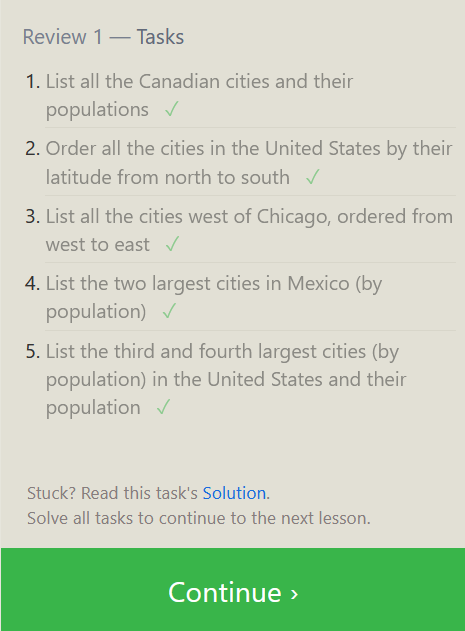 Review 1 — Tasks
1. List all the Canadian cities and their
populations ✓
2. Order all the cities in the United States by their
latitude from north to south ✓
3. List all the cities west of Chicago, ordered from
west to east ✓
4. List the two largest cities in Mexico (by
population) ✓
5. List the third and fourth largest cities (by
population) in the United States and their
population ✓
Stuck? Read this task's Solution.
Solve all tasks to continue to the next lesson.
Continue ›